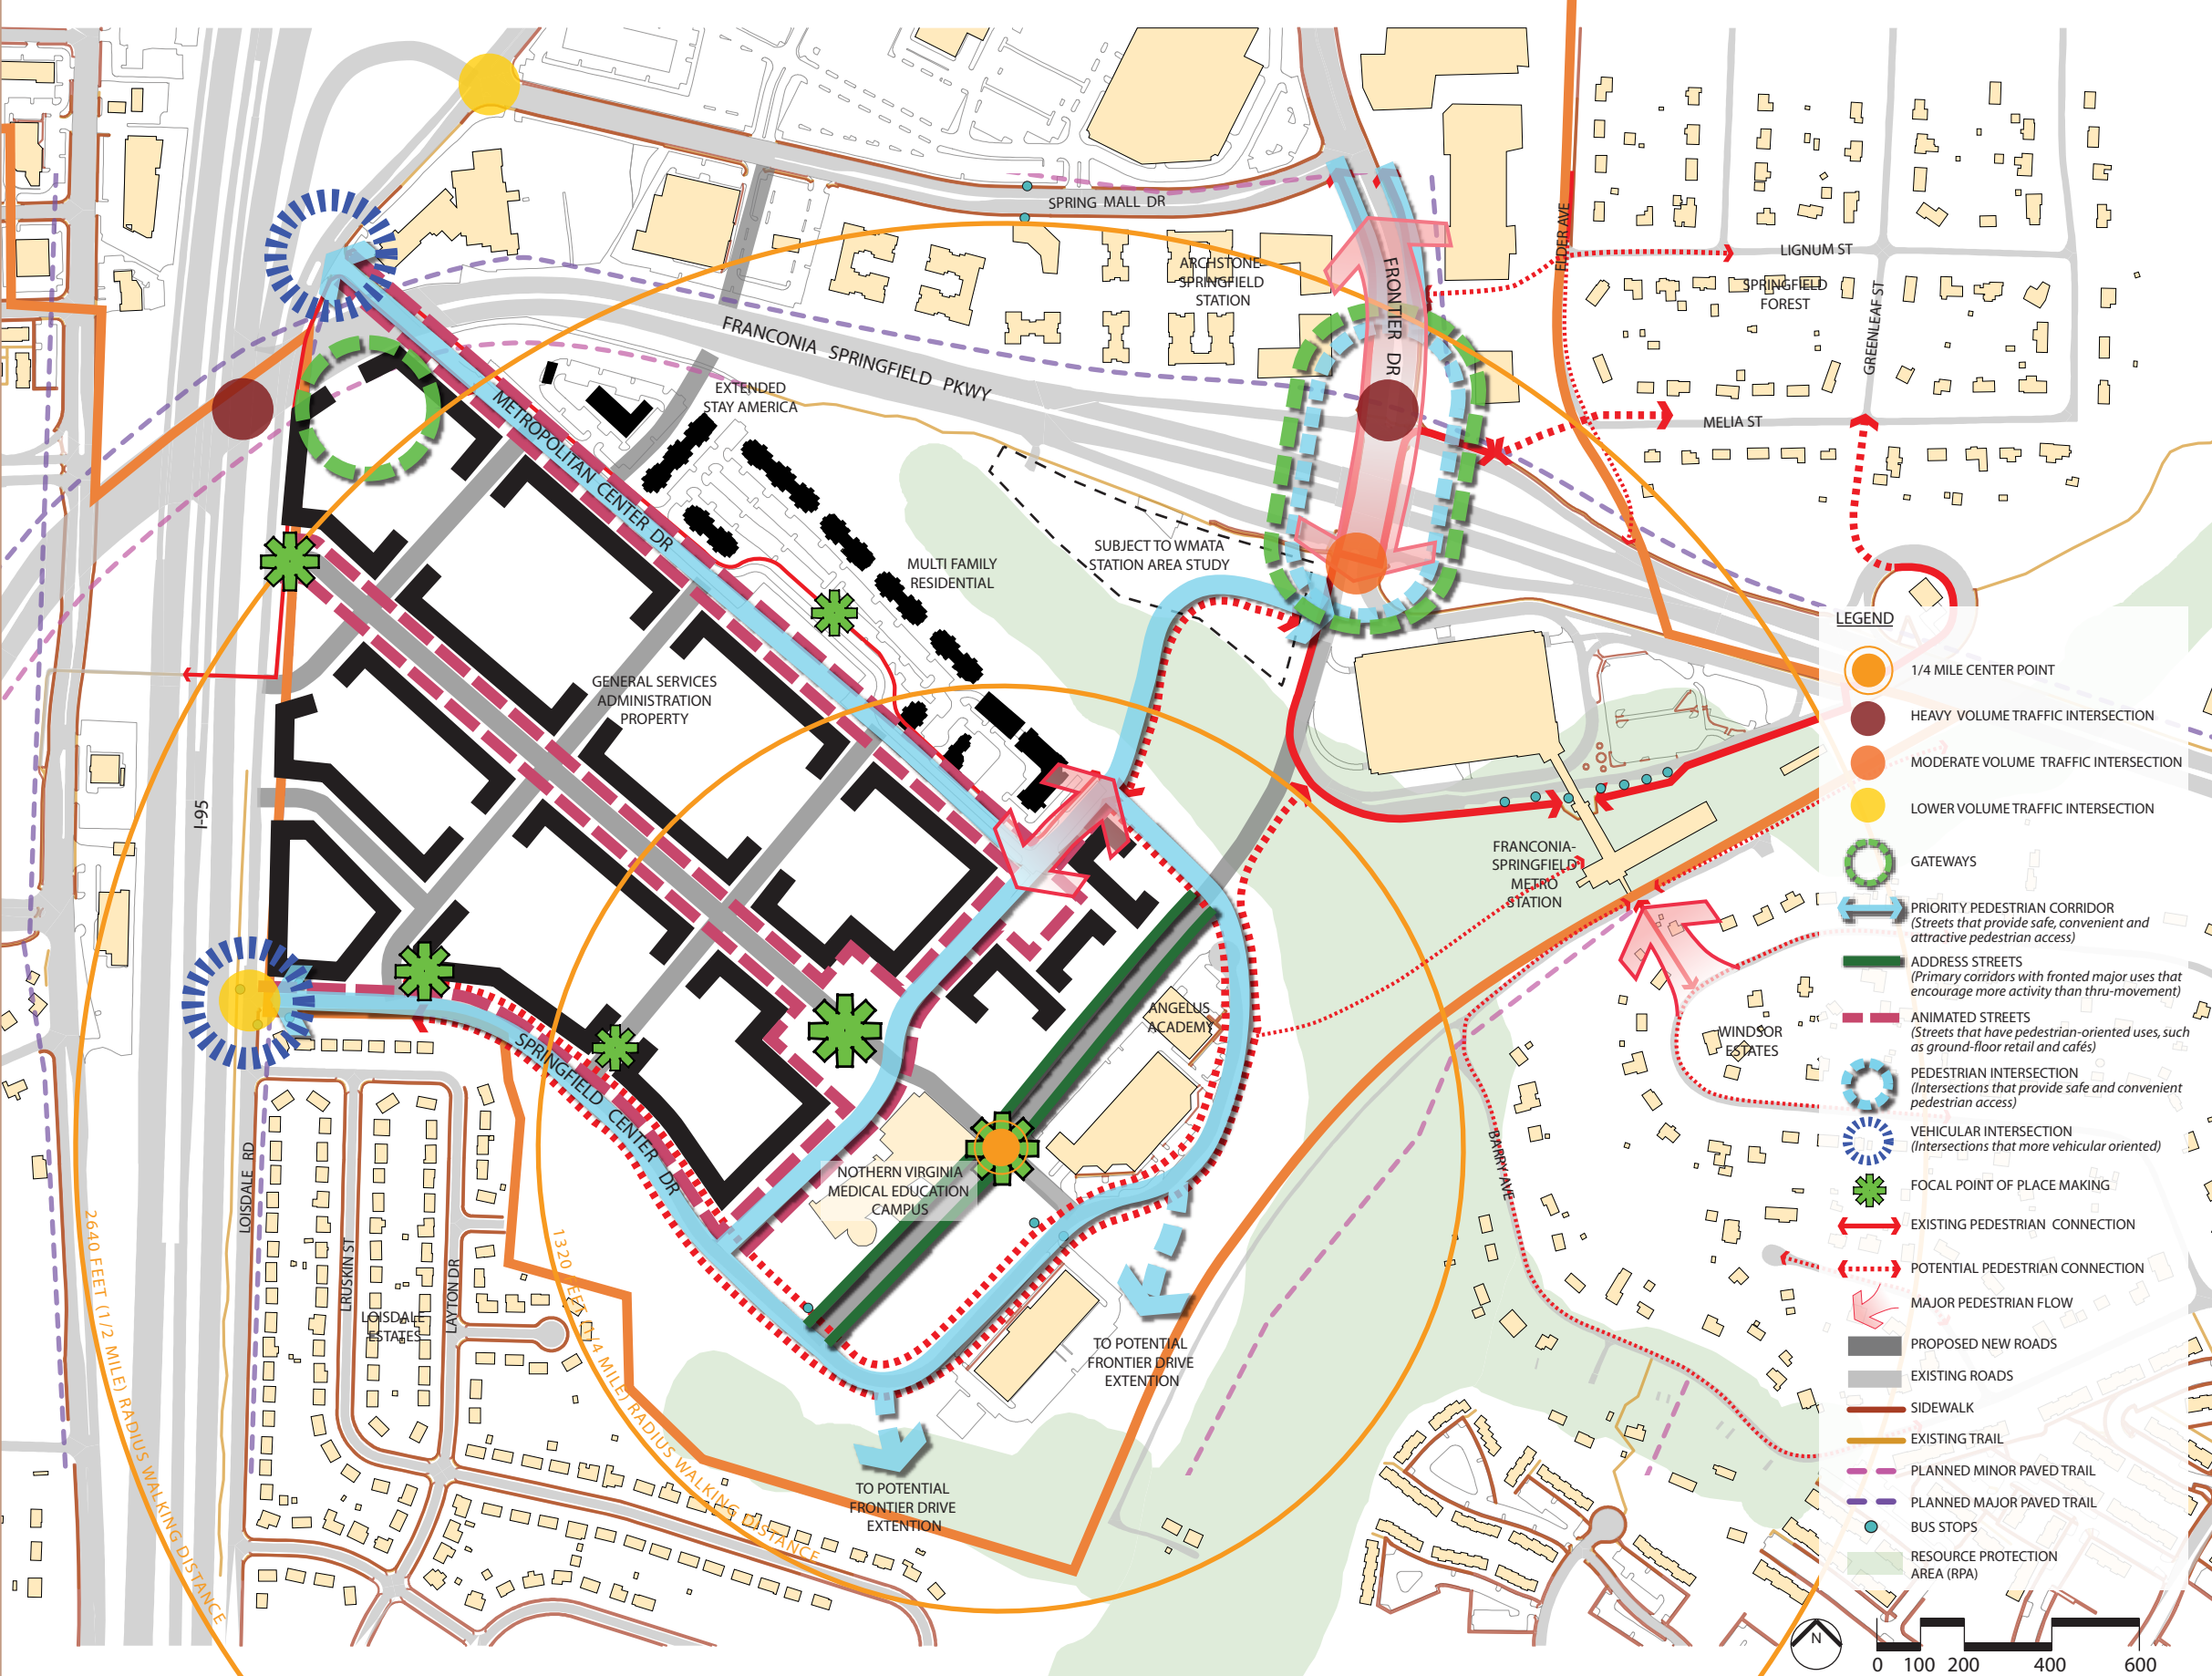 SPRING MALL DR
ELDER AVE
LIGNUM ST
SPRINGFIELD
FOREST
GREENLEAF ST
MELIA ST
ARCHSTONE-
SPRINGFIELD
STATION
FRONTIER DR
FRANCONIA SPRINGFIELD PKWY
EXTENDED
STAY AMERICA
METROPOLITAN CENTER DR
SUBJECT TO WMATA
STATION AREA STUDY
MULTI FAMILY
RESIDENTIAL
GENERAL SERVICES
ADMINISTRATION
PROPERTY
I-95
FRANCONIA-
SPRINGFIELD
METRO
STATION
ANGELUS
ACADEMY
WINDSOR
ESTATES
SPRINGFIELD CENTER DR
NOTHERN VIRGINIA
MEDICAL EDUCATION
CAMPUS
BARRY AVE
LOISDALE RD
LRUSKIN ST
LAYTON DR
LOISDALE
ESTATES
TO POTENTIAL
FRONTIER DRIVE
EXTENTION
TO POTENTIAL
FRONTIER DRIVE
EXTENTION
2640 FEET (1/2 MILE) RADIUS WALKING DISTANCE
1320 FEET (1/4 MILE) RADIUS WALKING DISTANCE
LEGEND
1/4 MILE CENTER POINT
HEAVY VOLUME TRAFFIC INTERSECTION
MODERATE VOLUME TRAFFIC INTERSECTION
LOWER VOLUME TRAFFIC INTERSECTION
GATEWAYS
PRIORITY PEDESTRIAN CORRIDOR
(Streets that provide safe, convenient and
attractive pedestrian access)
ADDRESS STREETS
(Primary corridors with fronted major uses that
encourage more activity than thru-movement)
ANIMATED STREETS
(Streets that have pedestrian-oriented uses, such
as ground-floor retail and cafés)
PEDESTRIAN INTERSECTION
(Intersections that provide safe and convenient
pedestrian access)
VEHICULAR INTERSECTION
(Intersections that more vehicular oriented)
FOCAL POINT OF PLACE MAKING
EXISTING PEDESTRIAN CONNECTION
POTENTIAL PEDESTRIAN CONNECTION
MAJOR PEDESTRIAN FLOW
PROPOSED NEW ROADS
EXISTING ROADS
SIDEWALK
EXISTING TRAIL
PLANNED MINOR PAVED TRAIL
PLANNED MAJOR PAVED TRAIL
BUS STOPS
RESOURCE PROTECTION
AREA (RPA)
N
0 100 200 400 600